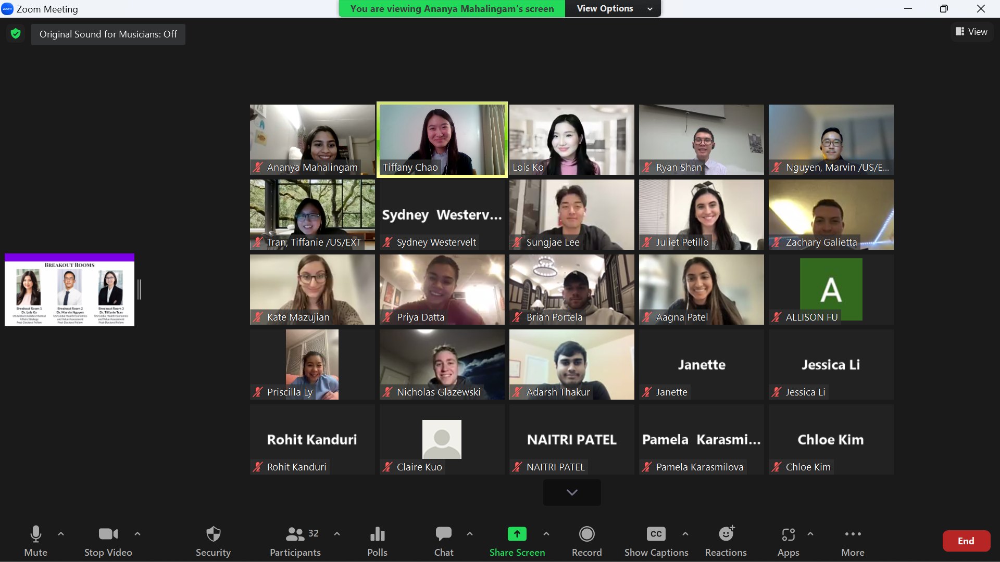 zoom Zoom Meeting
You are viewing Ananya Mahalingam's screen
View Options
Original Sound for Musicians: Off
View
Ananya Mahalingam
Tiffany Chao
Lois Ko
Ryan Shan
Nguyen, Marvin /US/E...
Tran, Tiffanie /US/EXT
Sydney Westerv...
Sydney Westervelt
Sungjae Lee
Juliet Petillo
Zachary Galietta
BREAKOUT ROOMS
Breakout Room 1
Dr. Lois Ko
US/Global Diabetes Medical
Affairs Strategy
Post-Doctoral Fellow
Breakout Room 2
Dr. Marvin Nguyen
US/Global Health Economics
and Value Assessment
Post-Doctoral Fellow
Breakout Room 3
Dr. Tiffanie Tran
US/Global Health Economics
and Value Assessment
Post-Doctoral Fellow
Kate Mazujian
Priya Datta
Brian Portela
Aagna Patel
A
ALLISON FU
Priscilla Ly
Nicholas Glazewski
Adarsh Thakur
Janette
Janette
Jessica Li
Jessica Li
Rohit Kanduri
Rohit Kanduri
Claire Kuo
NAITRI PATEL
NAITRI PATEL
Pamela Karasmi...
Pamela Karasmilova
Chloe Kim
Chloe Kim
Mute
Stop Video
Security
32
Participants
Polls
Chat
Share Screen
Record
CC
Show Captions
Reactions
Apps
More
End